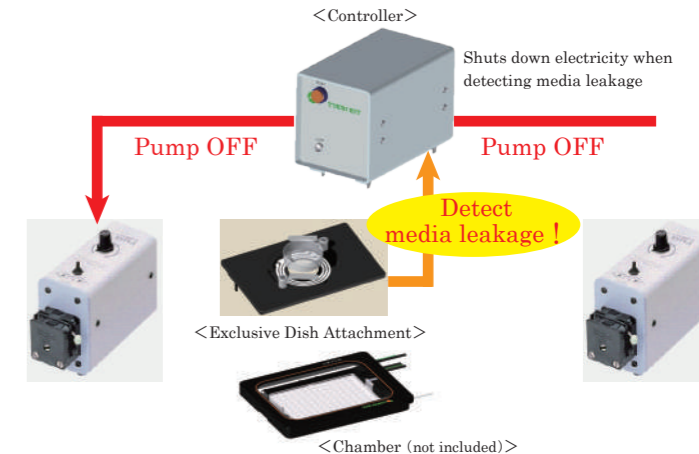 ＜Controller＞
Shuts down electricity when
detecting media leakage
Pump OFF
Pump OFF
Detect
media leakage！
＜Exclusive Dish Attachment＞
＜Chamber (not included)＞